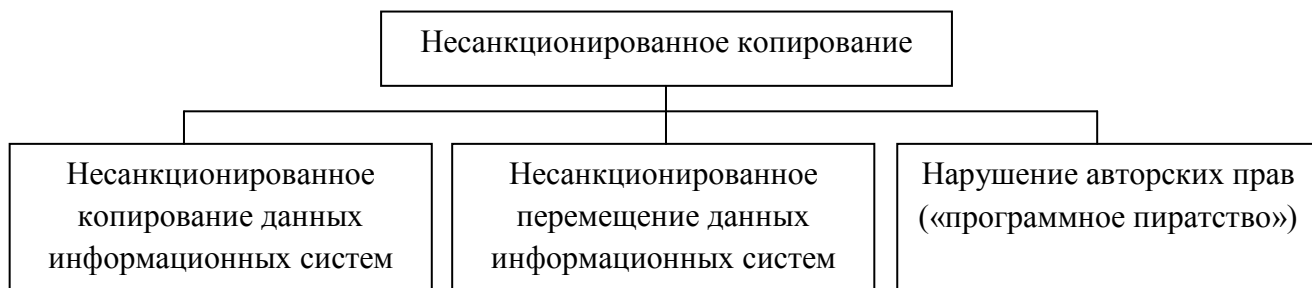 Несанкционированное копирование
Несанкционированное
копирование данных
информационных систем
Несанкционированное
перемещение данных
информационных систем
Нарушение авторских прав
(«программное пиратство»)